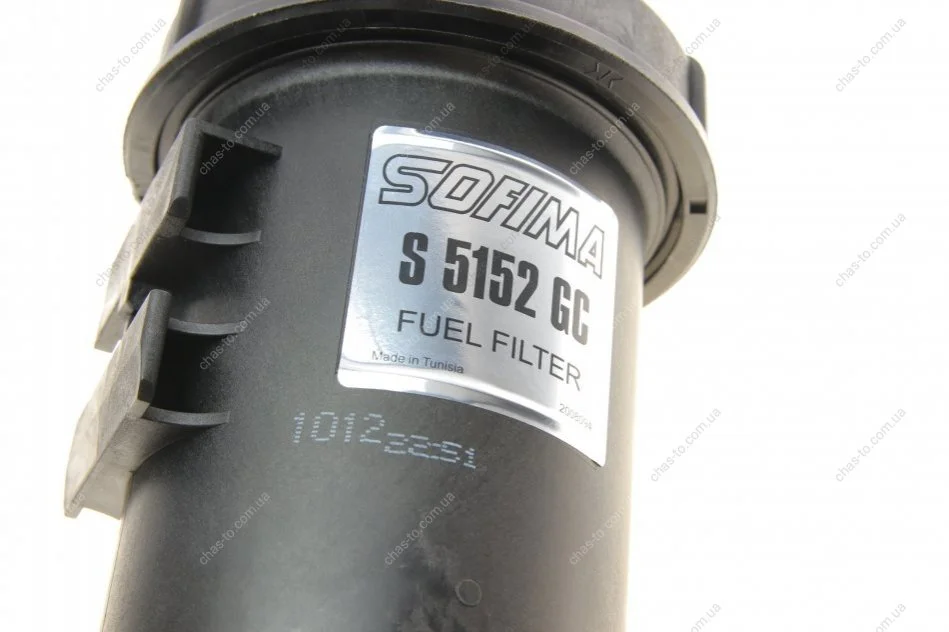 SOFIMA
S 5152 GC
FUEL FILTER
Made in Tunisia
1012
chas-to.com.ua